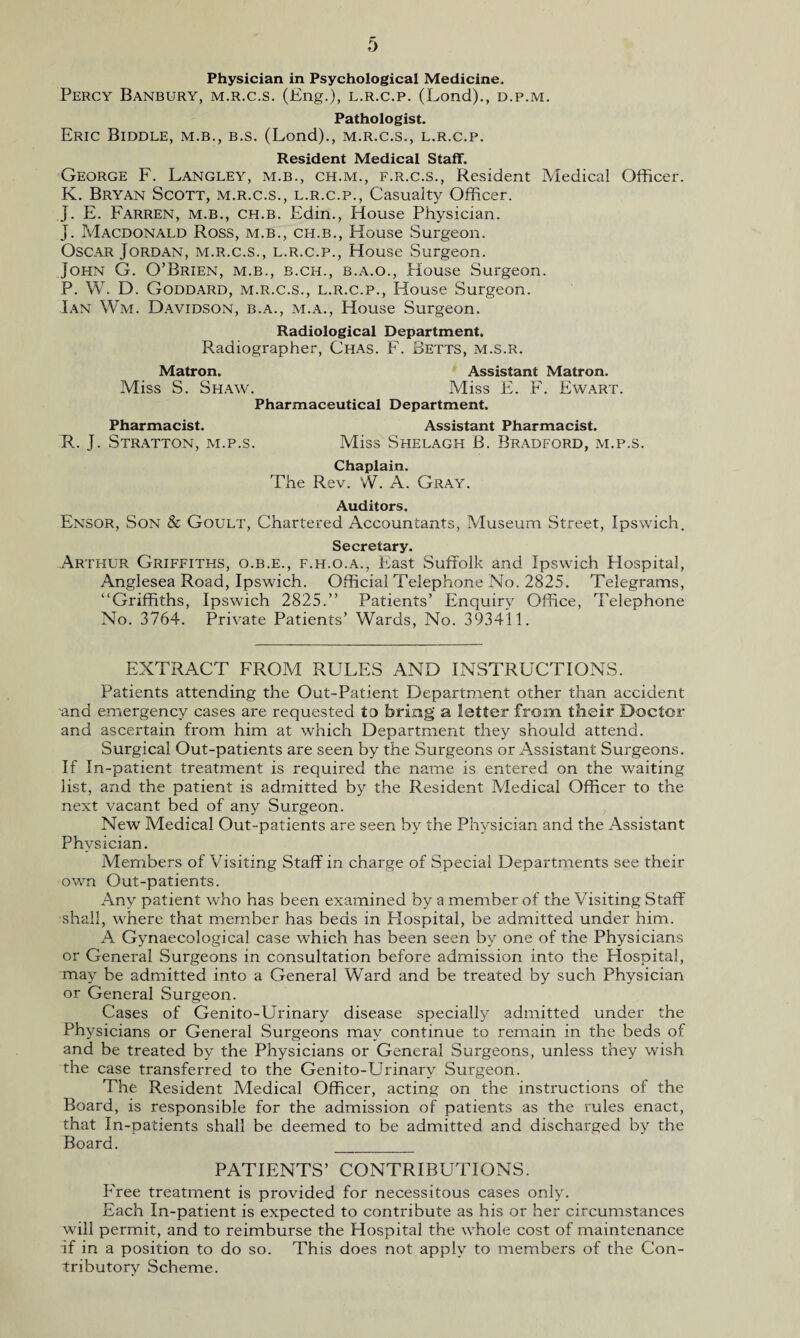 5
Physician in Psychological Medicine.
PERCY BANBURY, M.R.C.S. (Eng.), L.R.C.P. (Lond)., D.P.M.
Pathologist.
ERIC BIDDLE, M.B., B.S. (Lond)., M.R.C.S., L.R.C.P.
Resident Medical Staff.
GEORGE F. LANGLEY, M.B., CH.M., F.R.C.S., Resident Medical Officer.
K. BRYAN SCOTT, M.R.C.S., L.R.C.P., Casualty Officer.
J. E. FARREN, M.B., CH.B. Edin., House Physician.
J. MACDONALD ROSS, M.B., CH.B., House Surgeon.
OSCAR JORDAN, M.R.C.S., L.R.C.P., House Surgeon.
JOHN G. O'BRIEN, M.B., B.CH., B.A.O., House Surgeon.
P. W. D. GODDARD, M.R.C.S., L.R.C.P., House Surgeon.
IAN WM. DAVIDSON, B.A., M.A., House Surgeon.
Radiological Department.
Radiographer, CHAS. F. BETTS, M.S.R.
Matron. Assistant Matron.
Miss S. SHAW. Miss E. F. EWART.
Pharmaceutical Department.
Pharmacist. Assistant Pharmacist.
R. J. STRATTON, M.P.S. Miss SHELAGH B. BRADFORD, M.P.S.
Chaplain.
The Rev. W. A. GRAY.
Auditors.
ENSOR, SON & GOULT, Chartered Accountants, Museum Street, Ipswich.
Secretary.
ARTHUR GRIFFITHS, O.B.E., F.H.O.A., East Suffolk and Ipswich Hospital,
Anglesea Road, Ipswich. Official Telephone No. 2825. Telegrams,
"Griffiths, Ipswich 2825." Patients' Enquiry Office, Telephone
No. 3764. Private Patients' Wards, No. 393411.
EXTRACT FROM RULES AND INSTRUCTIONS.
Patients attending the Out-Patient Department other than accident
and emergency cases are requested to bring a letter from their Doctor
and ascertain from him at which Department they should attend.
Surgical Out-patients are seen by the Surgeons or Assistant Surgeons.
If In-patient treatment is required the name is entered on the waiting
list, and the patient is admitted by the Resident Medical Officer to the
next vacant bed of any Surgeon.
New Medical Out-patients are seen by the Physician and the Assistant
Physician.
Members of Visiting Staff in charge of Special Departments see their
own Out-patients.
Any patient who has been examined by a member of the Visiting Staff
shall, where that member has beds in Hospital, be admitted under him.
A Gynaecological case which has been seen by one of the Physicians
or General Surgeons in consultation before admission into the Hospital,
may be admitted into a General Ward and be treated by such Physician
or General Surgeon.
Cases of Genito-Urinary disease specially admitted under the
Physicians or General Surgeons may continue to remain in the beds of
and be treated by the Physicians or General Surgeons, unless they wish
the case transferred to the Genito-Urinary Surgeon.
The Resident Medical Officer, acting on the instructions of the
Board, is responsible for the admission of patients as the rules enact,
that In-patients shall be deemed to be admitted and discharged by the
Board.
PATIENTS' CONTRIBUTIONS.
Free treatment is provided for necessitous cases only.
Each In-patient is expected to contribute as his or her circumstances
will permit, and to reimburse the Hospital the whole cost of maintenance
if in a position to do so. This does not apply to members of the Con-
tributory Scheme.